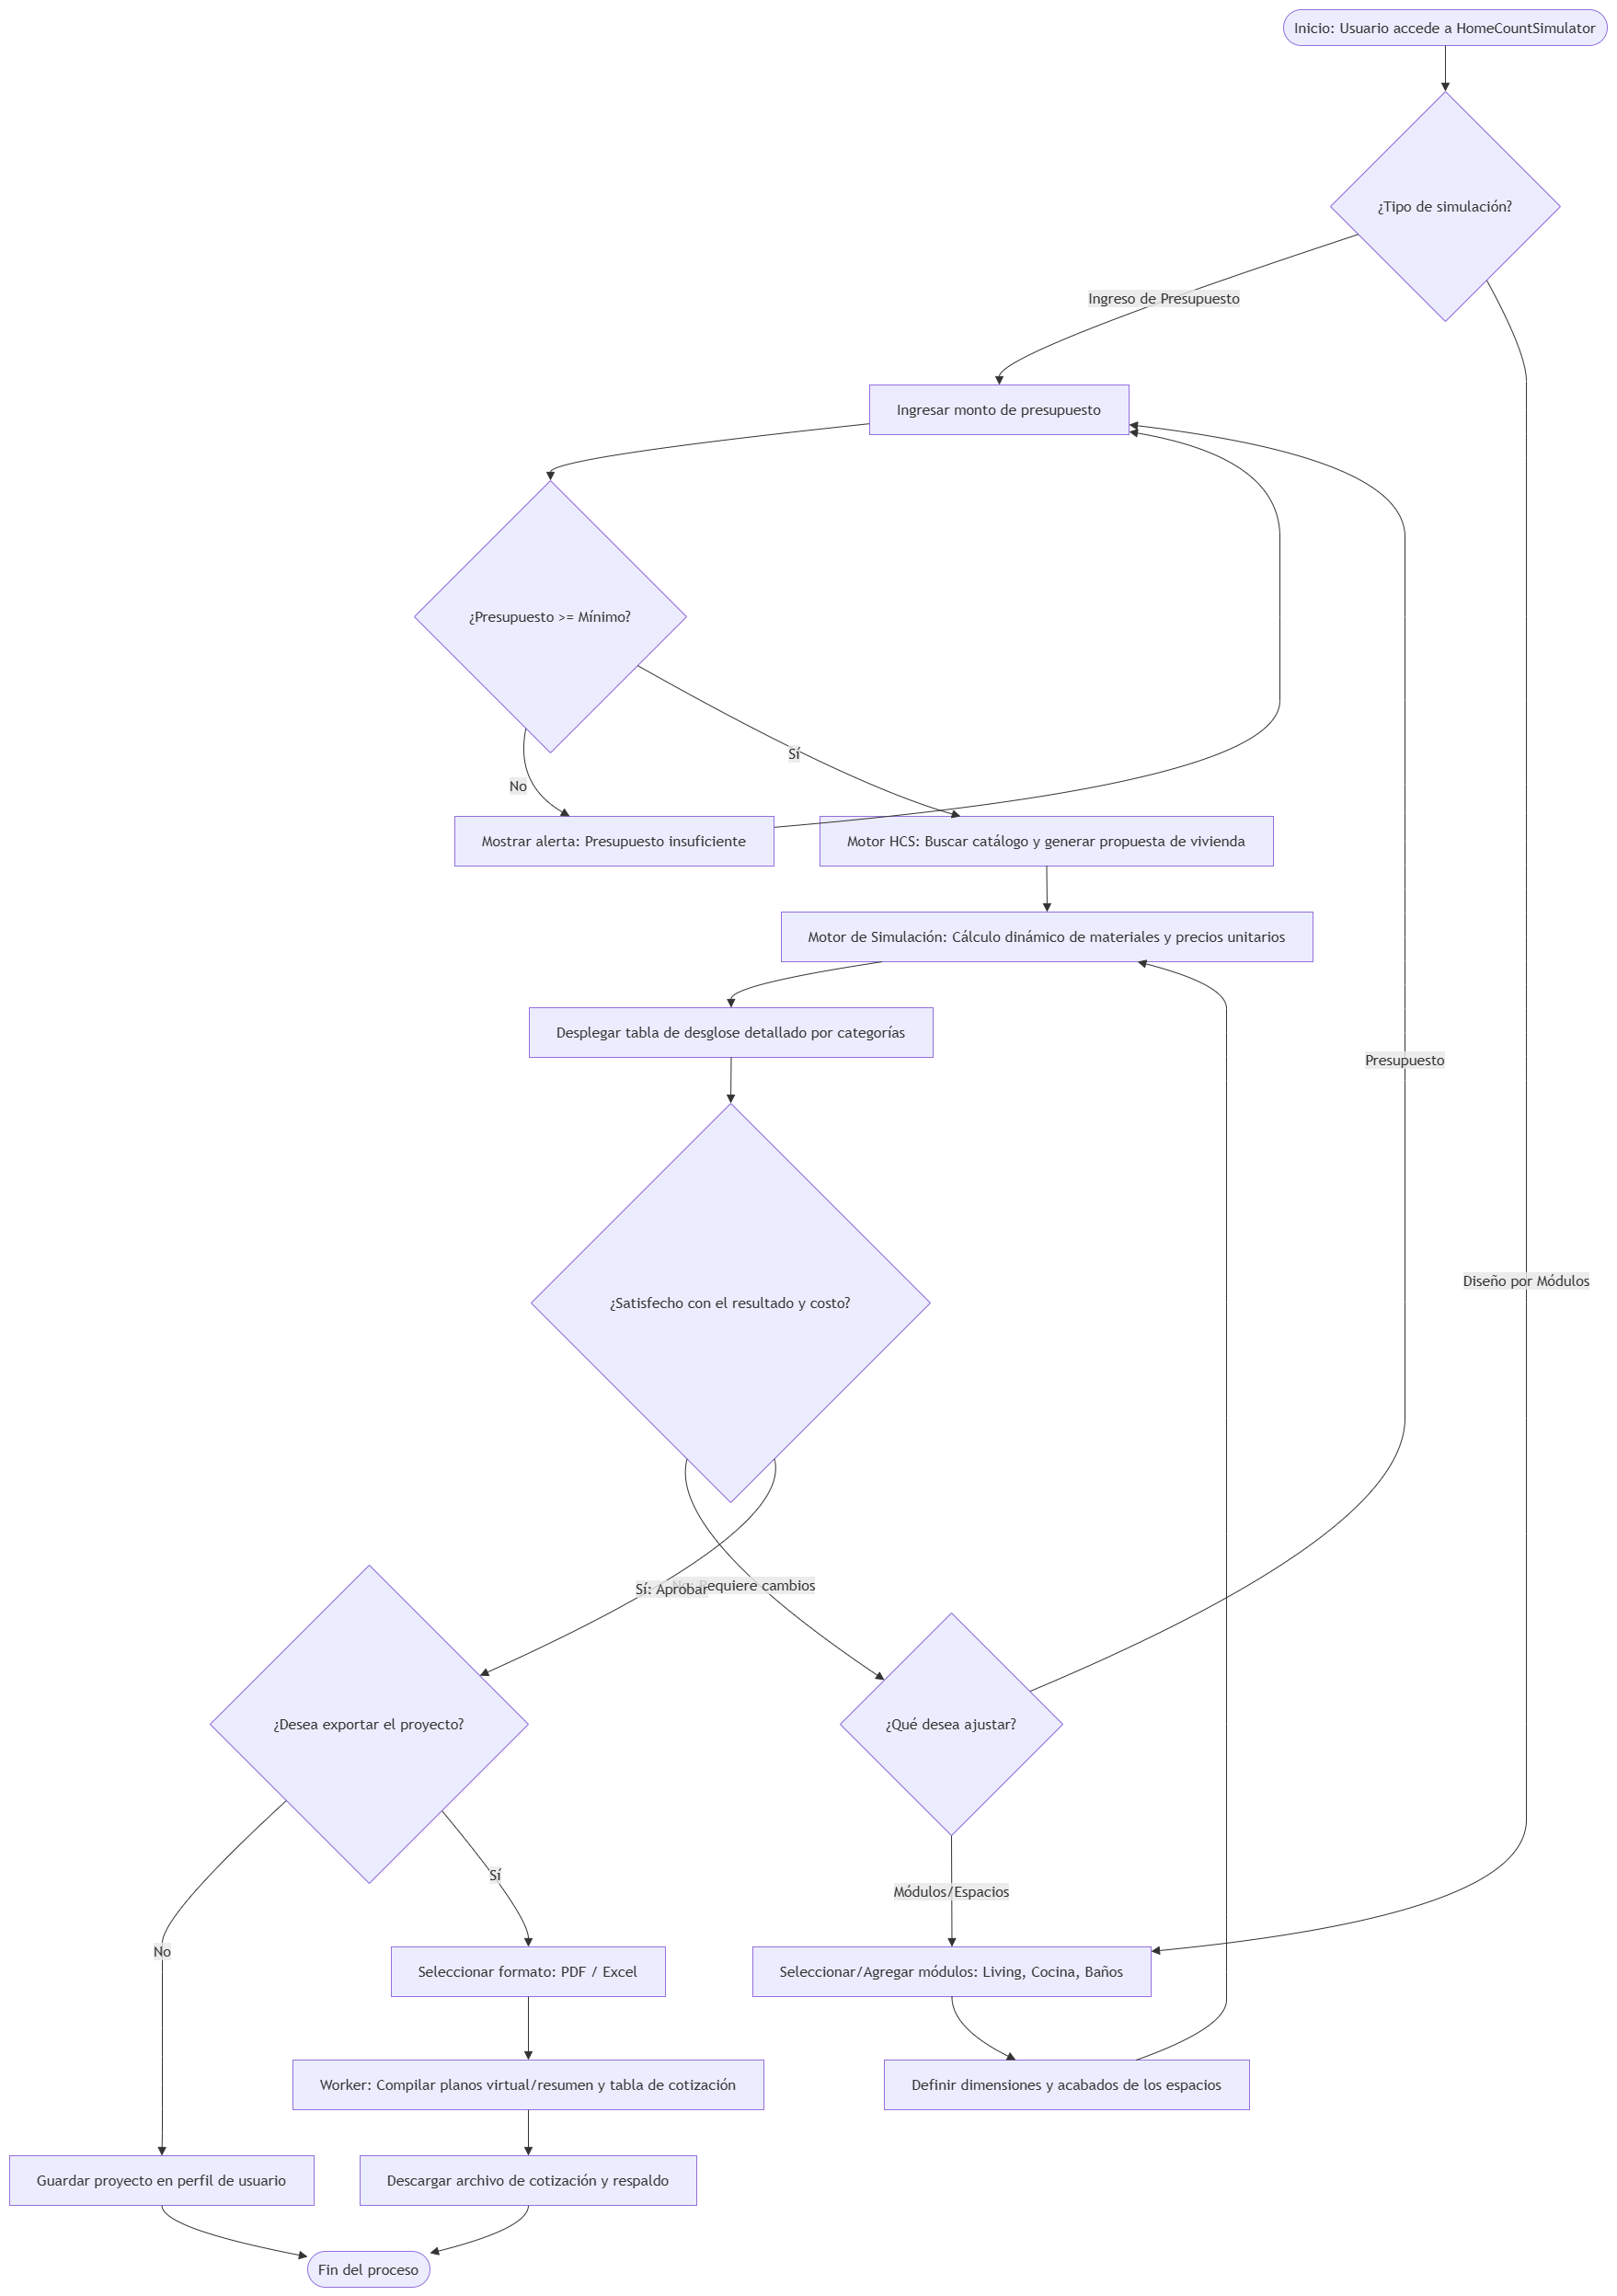 Inicio: Usuario accede a HomeCountSimulator
¿Tipo de simulación?
Ingreso de Presupuesto
Ingresar monto de presupuesto
¿Presupuesto >= Mínimo?
Sí
No
Mostrar alerta: Presupuesto insuficiente
Motor HCS: Buscar catálogo y generar propuesta de vivienda
Motor de Simulación: Cálculo dinámico de materiales y precios unitarios
Desplegar tabla de desglose detallado por categorías
Presupuesto
Diseño por Módulos
¿Satisfecho con el resultado y costo?
Sí: Aprobar
equiere cambios
¿Desea exportar el proyecto?
¿Qué desea ajustar?
Sí
Módulos/Espacios
No
Seleccionar formato: PDF / Excel
Seleccionar/Agregar módulos: Living, Cocina, Baños
Worker: Compilar planos virtual/resumen y tabla de cotización
Definir dimensiones y acabados de los espacios
Guardar proyecto en perfil de usuario
Descargar archivo de cotización y respaldo
Fin del proceso